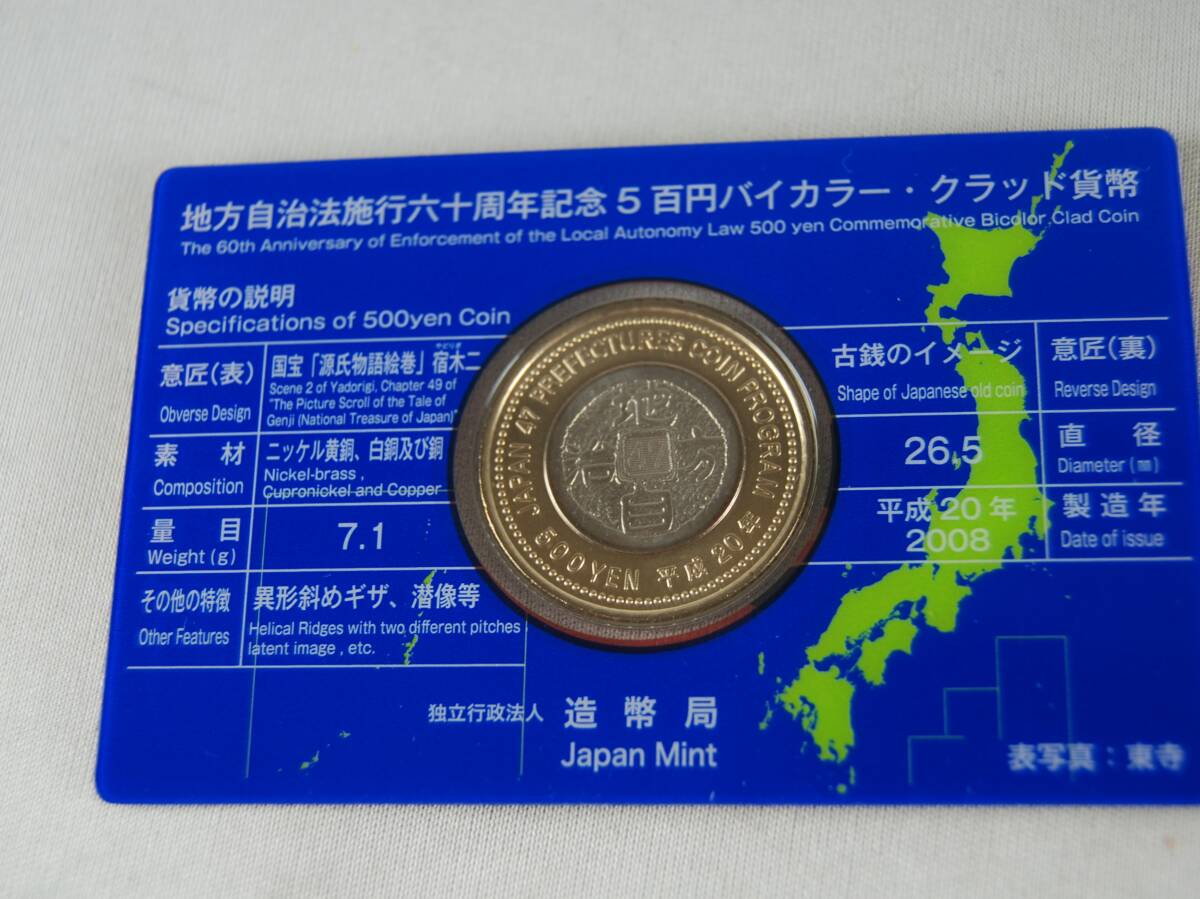 地方自治法施行六十周年記念5百円バイカラー・クラッド貨幣
The 60th Anniversary of Enforcement of the Local Autonomy Law 500 yen Commemorative Bicolor Clad Coin
貨幣の説明
Specifications of 500yen Coin
意匠(表)
Obverse Design
国宝「源氏物語絵巻」宿木二
やどりぎ
Scene 2 of Yadorigi, Chapter 49 of
"The Picture Scroll of the Tale of
Genji (National Treasure of Japan)"
素材
Composition
ニッケル黄銅、白銅及び銅
Nickel-brass,
Cupronickel and Copper
量目
Weight (g)
7.1
その他の特徴
Other Features
異形斜めギザ、潜像等
Helical Ridges with two different pitches
latent image, etc.
JAPAN 47 PREFECTURES COIN PROGRAM
500YEN 平成20年
古銭のイメージ
Shape of Japanese old coin
意匠(裏)
Reverse Design
26.5
直径
Diameter (㎜)
平成20年
2008
製造年
Date of issue
独立行政法人 造幣局
Japan Mint
表写真:東寺